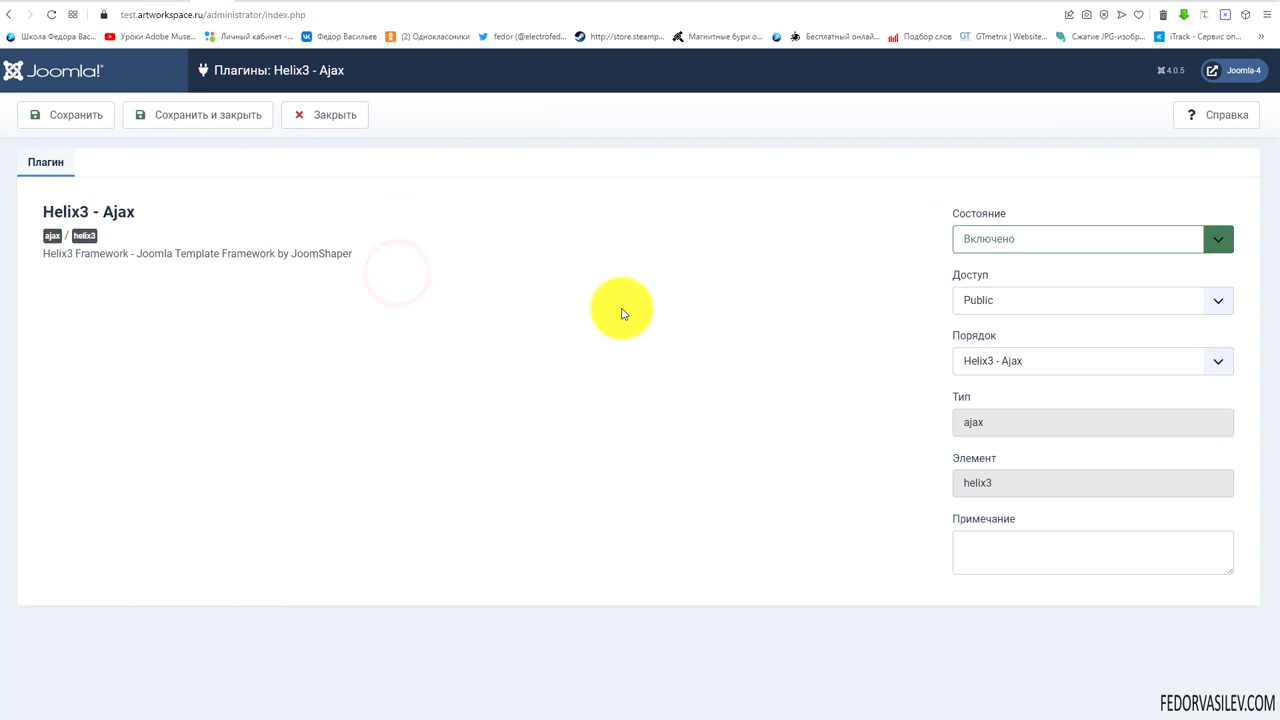 test.artworkspace.ru/administrator/index.php
Школа Федора Вас...
Уроки Adobe Muse...
Личный кабинет -...
Федор Васильев
(2) Одноклассники
fedor (@electrofed...
http://store.steamp...
Магнитные бури о...
Бесплатный онлай...
Подбор слов
GTmetrix | Website...
Сжатие JPG-изобр...
iTrack - Сервис оп...
Joomla!
Плагины: Helix3 - Ajax
4.0.5
Joomla-4
Сохранить
Сохранить и закрыть
Закрыть
? Справка
Плагин
Helix3 - Ajax
ajax / helix3
Helix3 Framework - Joomla Template Framework by JoomShaper
Состояние
Включено
Доступ
Public
Порядок
Helix3 - Ajax
Тип
ajax
Элемент
helix3
Примечание
FEDORVASILEV.COM